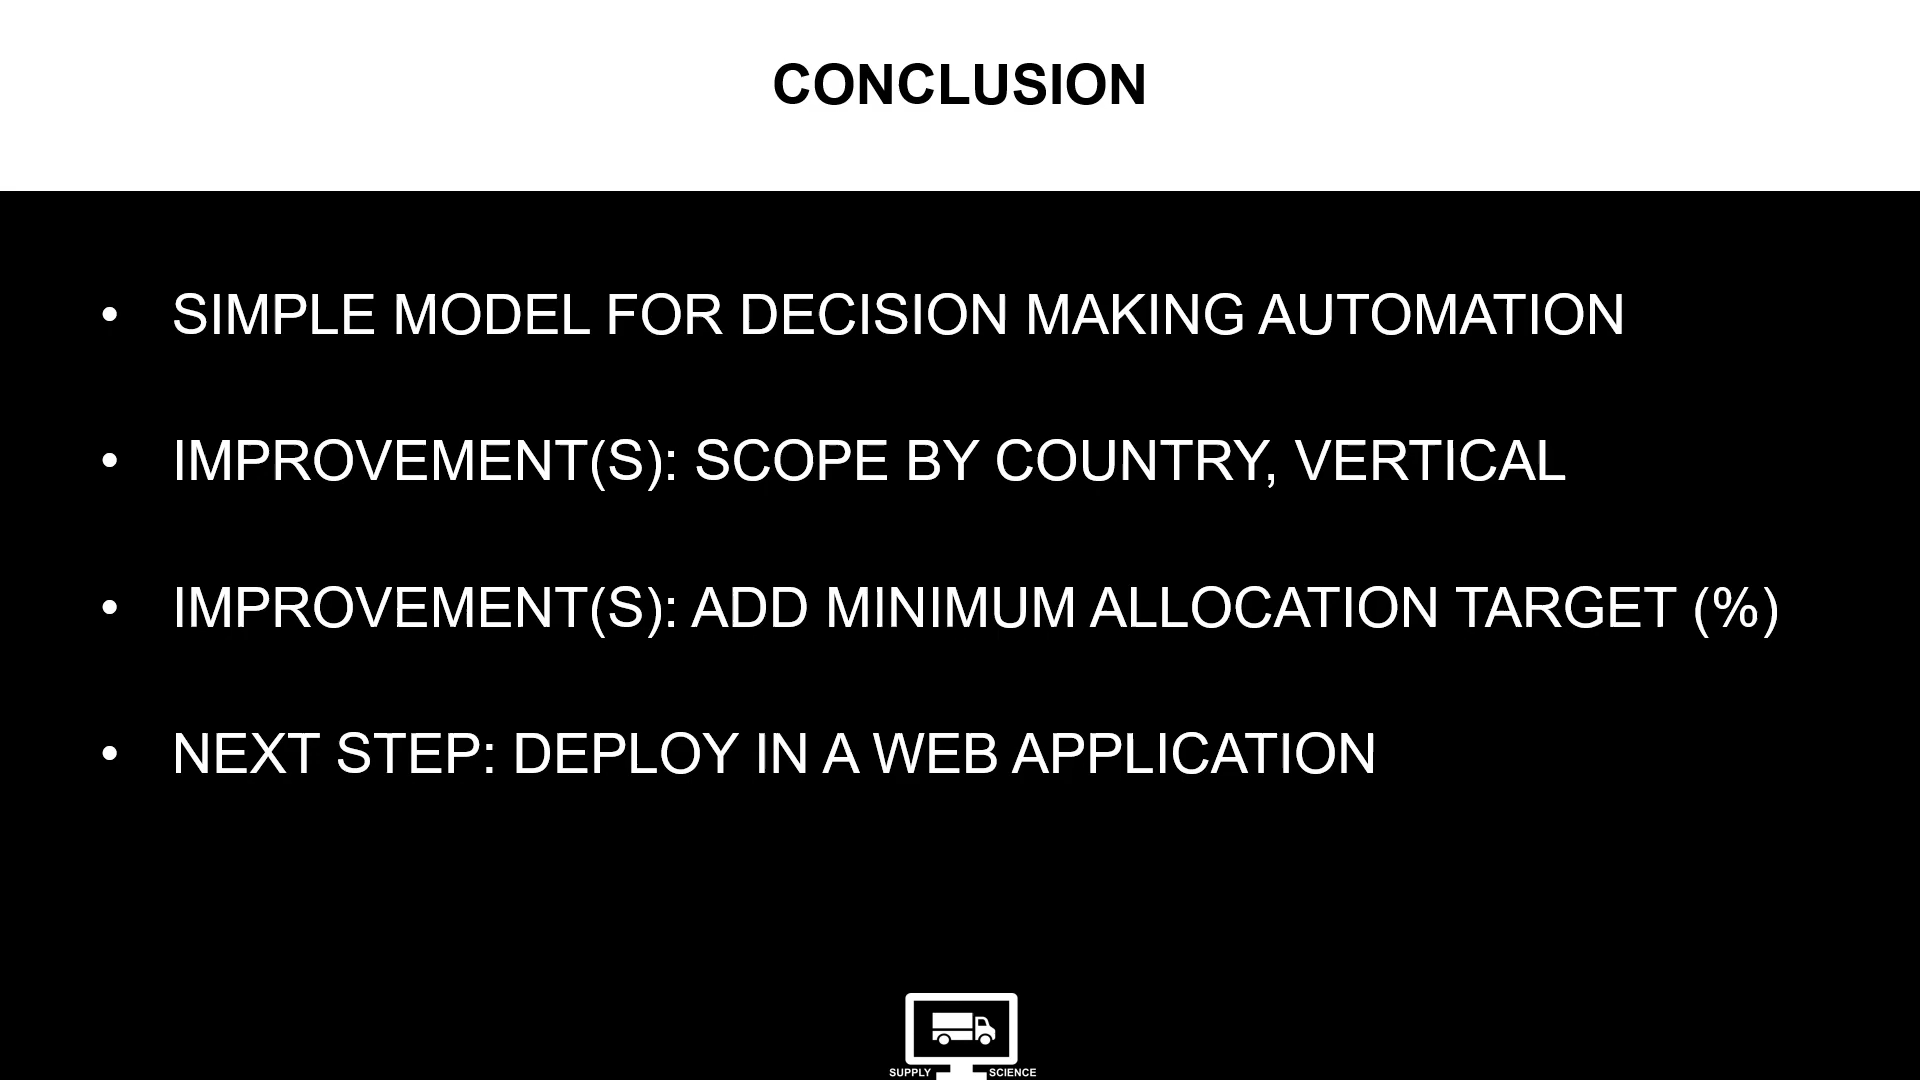 CONCLUSION
• SIMPLE MODEL FOR DECISION MAKING AUTOMATION
• IMPROVEMENT(S): SCOPE BY COUNTRY, VERTICAL
• IMPROVEMENT(S): ADD MINIMUM ALLOCATION TARGET (%)
• NEXT STEP: DEPLOY IN A WEB APPLICATION
SUPPLY SCIENCE